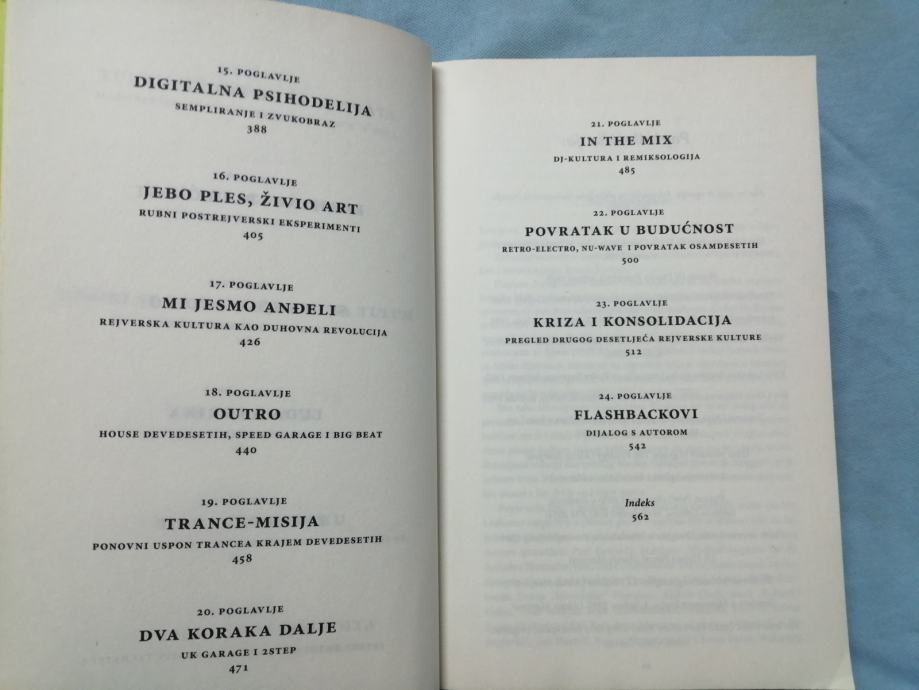 15. POGLAVLJE
DIGITALNA PSIHODELIJA
SEMPLIRANJE I ZVUKOBRAZ
388
16. POGLAVLJE
JEBO PLES, ŽIVIO ART
RUBNI POSTREJVERSKI EKSPERIMENTI
405
17. POGLAVLJE
MI JESMO ANĐELI
REJVERSKA KULTURA KAO DUHOVNA REVOLUCIJA
426
18. POGLAVLJE
OUTRO
HOUSE DEVEDESETIH, SPEED GARAGE I BIG BEAT
440
19. POGLAVLJE
TRANCE-MISIJA
PONOVNI USPON TRANCEA KRAJEM DEVEDESETIH
458
20. POGLAVLJE
DVA KORAKA DALJE
UK GARAGE I 2STEP
471
21. POGLAVLJE
IN THE MIX
DJ-KULTURA I REMIKSOLOGIJA
485
22. POGLAVLJE
POVRATAK U BUDUĆNOST
RETRO-ELECTRO, NU-WAVE I POVRATAK OSAMDESETIH
500
23. POGLAVLJE
KRIZA I KONSOLIDACIJA
PREGLED DRUGOG DESETLJEĆA REJVERSKE KULTURE
512
24. POGLAVLJE
FLASHBACKOVI
DIJALOG S AUTOROM
542
Indeks
562